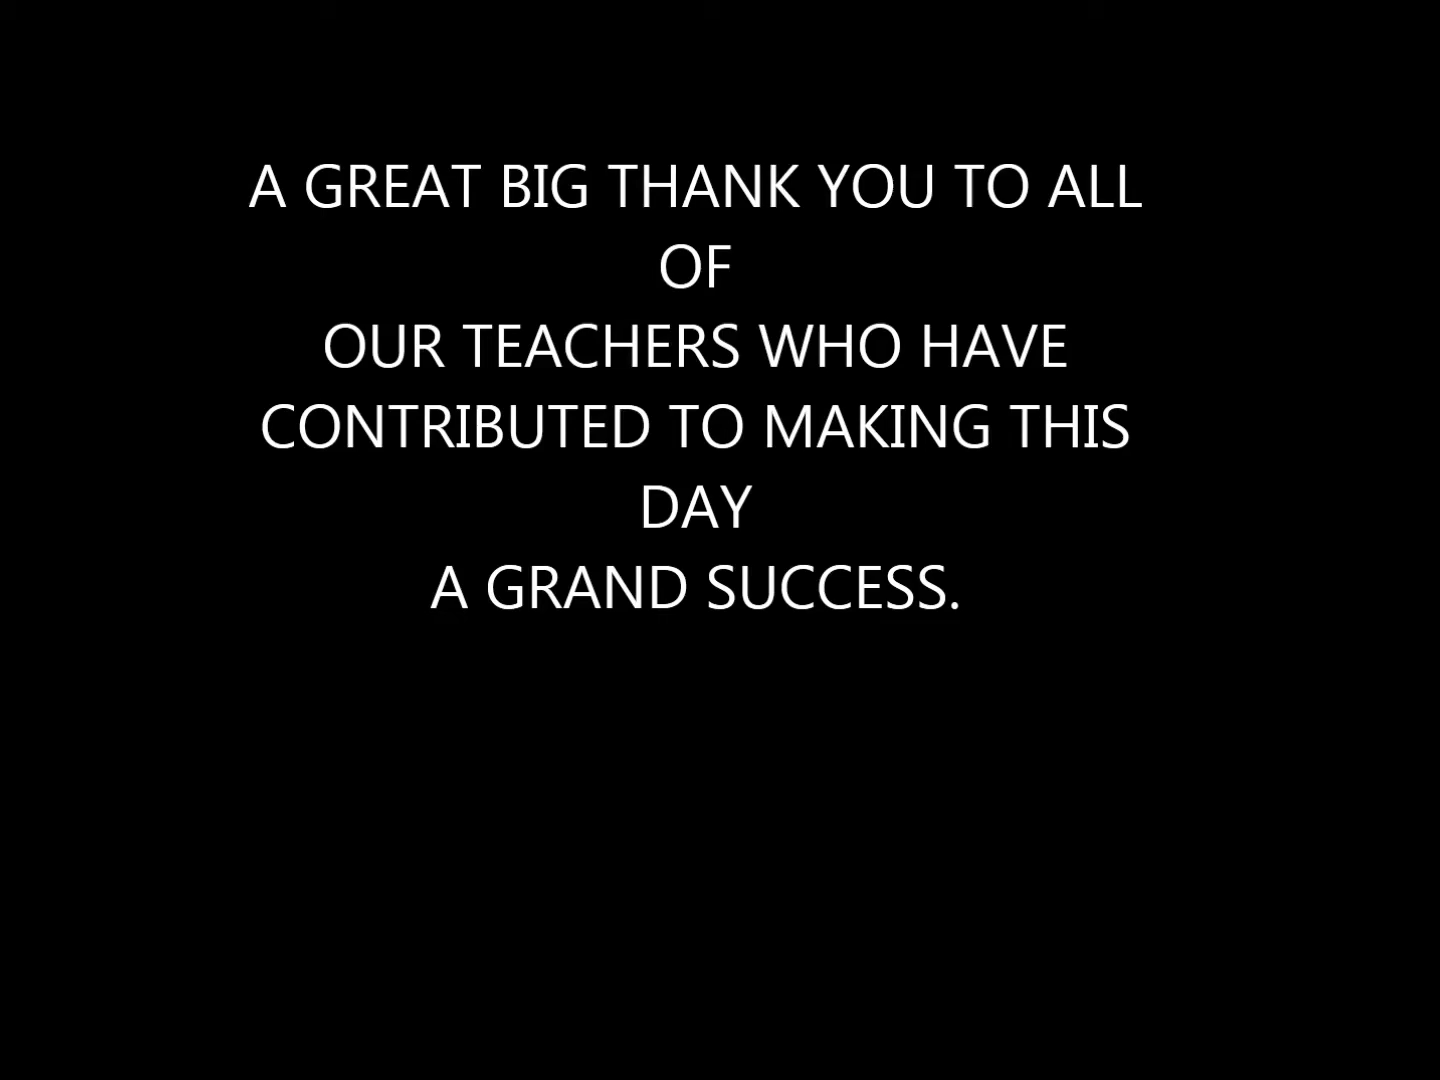 A GREAT BIG THANK YOU TO ALL
OF
OUR TEACHERS WHO HAVE
CONTRIBUTED TO MAKING THIS
DAY
A GRAND SUCCESS.